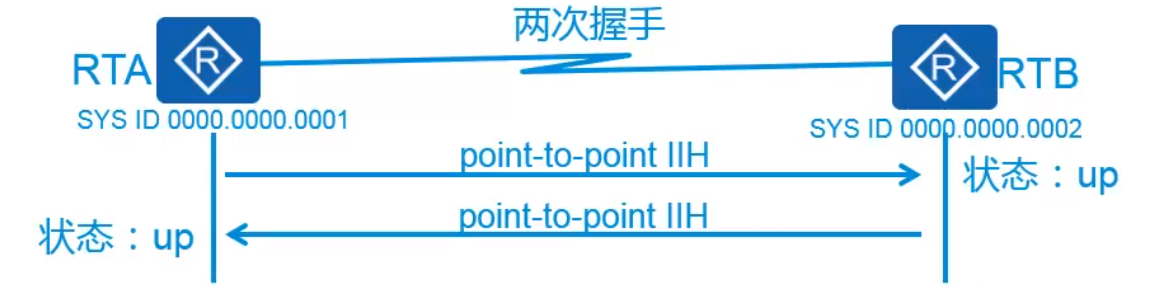 两次握手
RTA
R
R
RTB
SYS ID 0000.0000.0001
SYS ID 0000.0000.0002
point-to-point IIH
状态：up
point-to-point IIH
状态：up